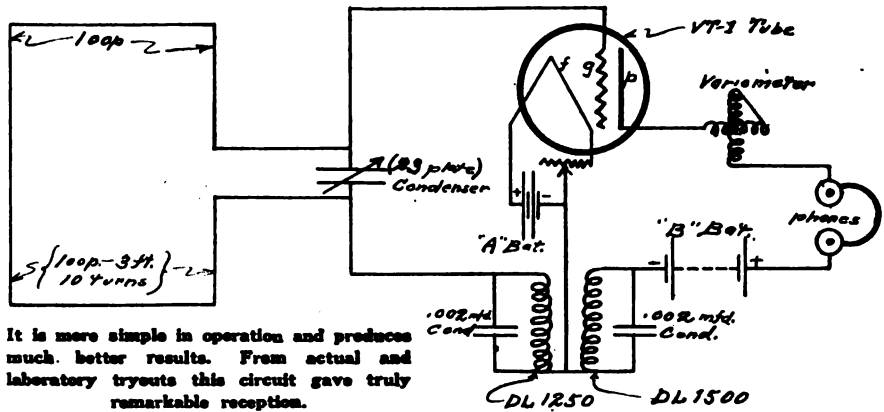 loop
VT-1 Tube
f
g
p
Variometer
(23 plate)
Condenser
+ -
"A" Bat.
phones
"B" Bat.
- +
{loop-3 ft.
10 turns}
.002 mfd.
Cond.
.002 mfd.
Cond.
DL 1250
DL 1500
It is more simple in operation and produces
much better results. From actual and
laboratory tryouts this circuit gave truly
remarkable reception.